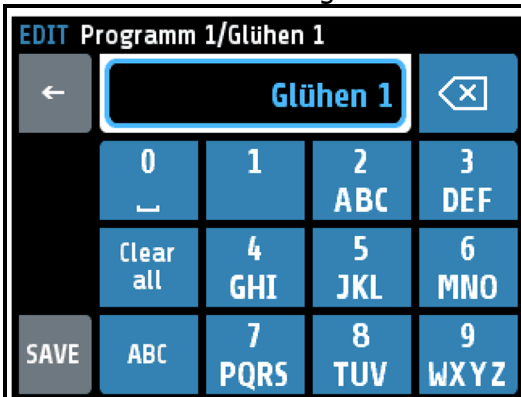 EDIT Programm 1/Glühen 1
← Glühen 1
0 1 2 3
ABC DEF
Clear all 4 5 6
GHI JKL MNO
SAVE ABC 7 8 9
PQRS TUV WXYZ